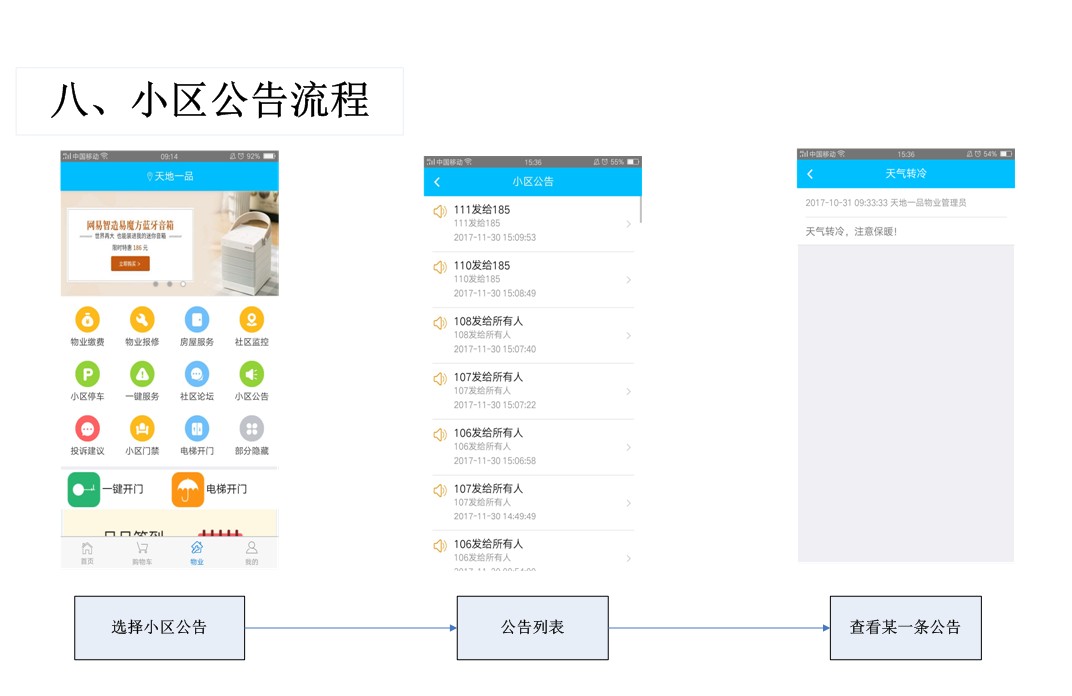 八、小区公告流程
中国移动 09:14 92%
天地一品
网易智造易魔方蓝牙音箱
世界再大 也能装进我的迷你音箱
限时特惠 186 元
立即购买 >
物业缴费 物业报修 房屋服务 社区监控
P
小区停车 一键服务 社区论坛 小区公告
投诉建议 小区门禁 电梯开门 部分隐藏
一键开门 电梯开门
首页 购物车 物业 我的
中国移动 15:36 55%
小区公告
111发给185
111发给185
2017-11-30 15:09:53
110发给185
110发给185
2017-11-30 15:08:49
108发给所有人
108发给所有人
2017-11-30 15:07:40
107发给所有人
107发给所有人
2017-11-30 15:07:22
106发给所有人
106发给所有人
2017-11-30 15:06:58
107发给所有人
107发给所有人
2017-11-30 14:49:49
106发给所有人
106发给所有人
中国移动 15:36 54%
天气转冷
2017-10-31 09:33:33 天地一品物业管理员
天气转冷，注意保暖！
选择小区公告
公告列表
查看某一条公告